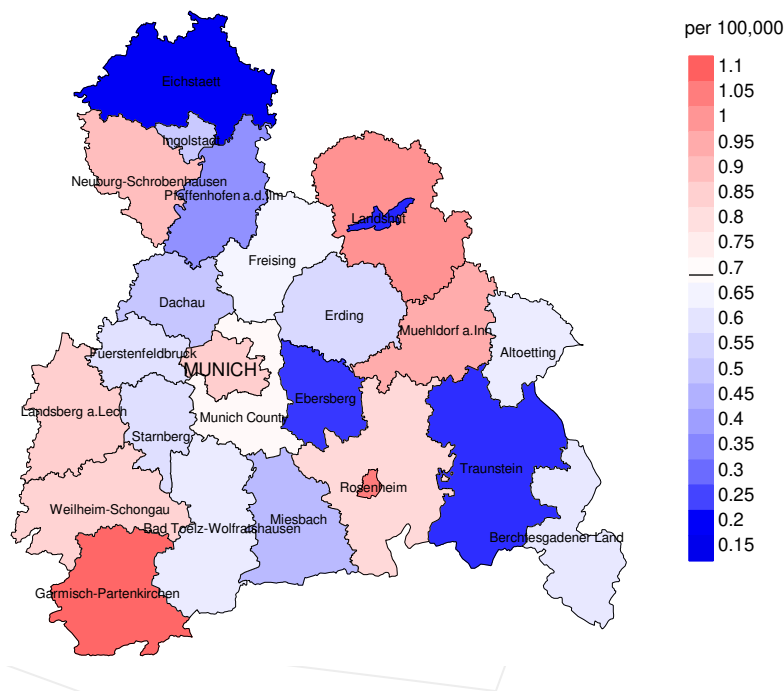 per 100,000
1.1
1.05
1
0.95
0.9
0.85
0.8
0.75
0.7
0.65
0.6
0.55
0.5
0.45
0.4
0.35
0.3
0.25
0.2
0.15
Eichstaett
Ingolstadt
Neuburg-Schrobenhausen
Pfaffenhofen a.d.Ilm
Landshut
Freising
Dachau
Erding
Muehldorf a.Inn
Altoetting
Fuerstenfeldbruck
MUNICH
Ebersberg
Landsberg a.Lech
Munich County
Starnberg
Traunstein
Rosenheim
Weilheim-Schongau
Miesbach
Bad Toelz-Wolfratshausen
Berchtesgadener Land
Garmisch-Partenkirchen